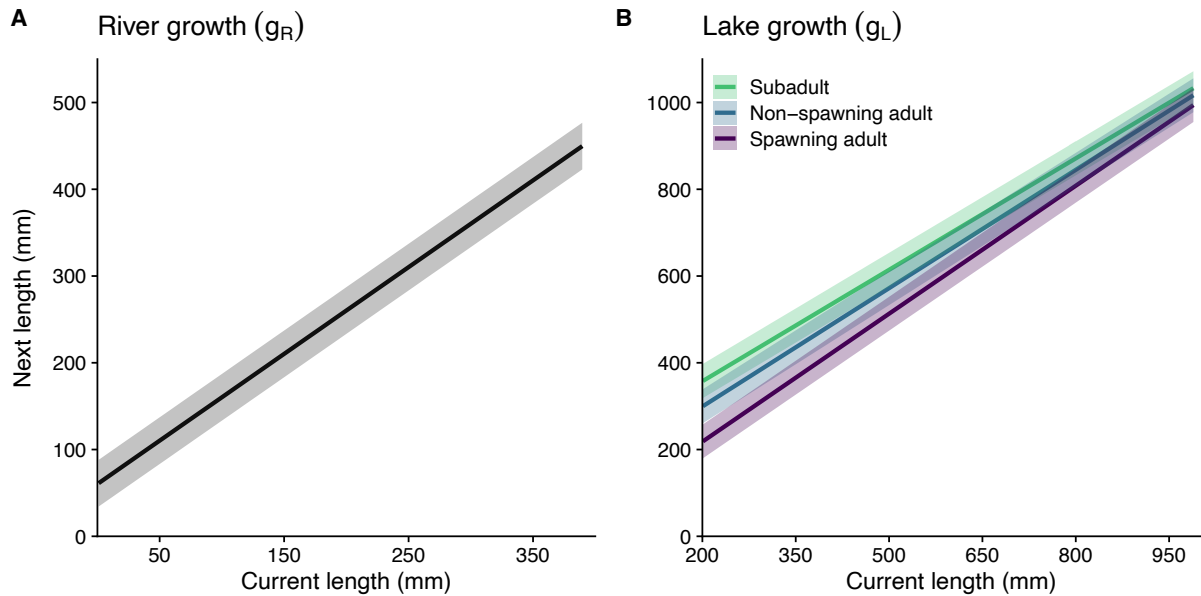 A
River growth (gR)
Next length (mm)
500
400
300
200
100
0
50 150 250 350
Current length (mm)
B
Lake growth (gL)
Subadult
Non−spawning adult
Spawning adult
1000
800
600
400
200
0
200 350 500 650 800 950
Current length (mm)